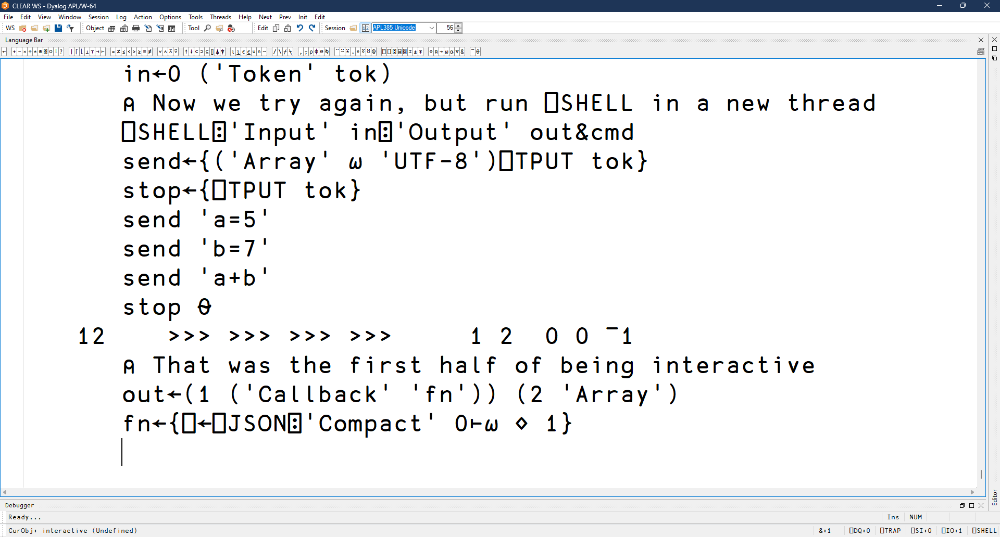 CLEAR WS - Dyalog APL/W-64
File Edit View Window Session Log Action Options Tools Threads Help Next Prev Init Edit
WS Object Tool Edit Session APL385 Unicode 56
Language Bar
← + - × ÷ * ⍟ ⌹ ○ ! ? | ⌈ ⌊ ⊥ ⊤ ⊣ ⊢ = ≠ ≤ < > ≥ ≡ ≢ ∨ ∧ ⍲ ⍱ ↑ ↓ ⊂ ⊃ ⊆ ⌷ ⍋ ⍒ ⍳ ⍸ ∊ ⍷ ∪ ∩ ~ / \ ⌿ ⍀ , ⍪ ⍴ ⌽ ⊖ ⍉ ¨ ⍨ ⍣ . ∘ ⍤ ⍥ @ ⍞ ⎕ ⍠ ⌸ ⌺ ⌶ ⍎ ⍕ ⋄ ⍝ → ⍵ ⍺ ∇ & ¯ ⍬
in←0 ('Token' tok)
⍝ Now we try again, but run ⎕SHELL in a new thread
⎕SHELL⍠'Input' in⍠'Output' out&cmd
send←{('Array' ⍵ 'UTF-8')⎕TPUT tok}
stop←{⎕TPUT tok}
send 'a=5'
send 'b=7'
send 'a+b'
stop ⍬
12 >>> >>> >>> >>> 1 2 0 0 ¯1
⍝ That was the first half of being interactive
out←(1 ('Callback' 'fn')) (2 'Array')
fn←{⎕←⎕JSON⍠'Compact' 0⊢⍵ ⋄ 1}
Editor
Debugger
Ready...
Ins NUM
CurObj: interactive (Undefined)
&:1 ⎕DQ:0 ⎕TRAP ⎕SI:0 ⎕IO:1 ⎕SHELL